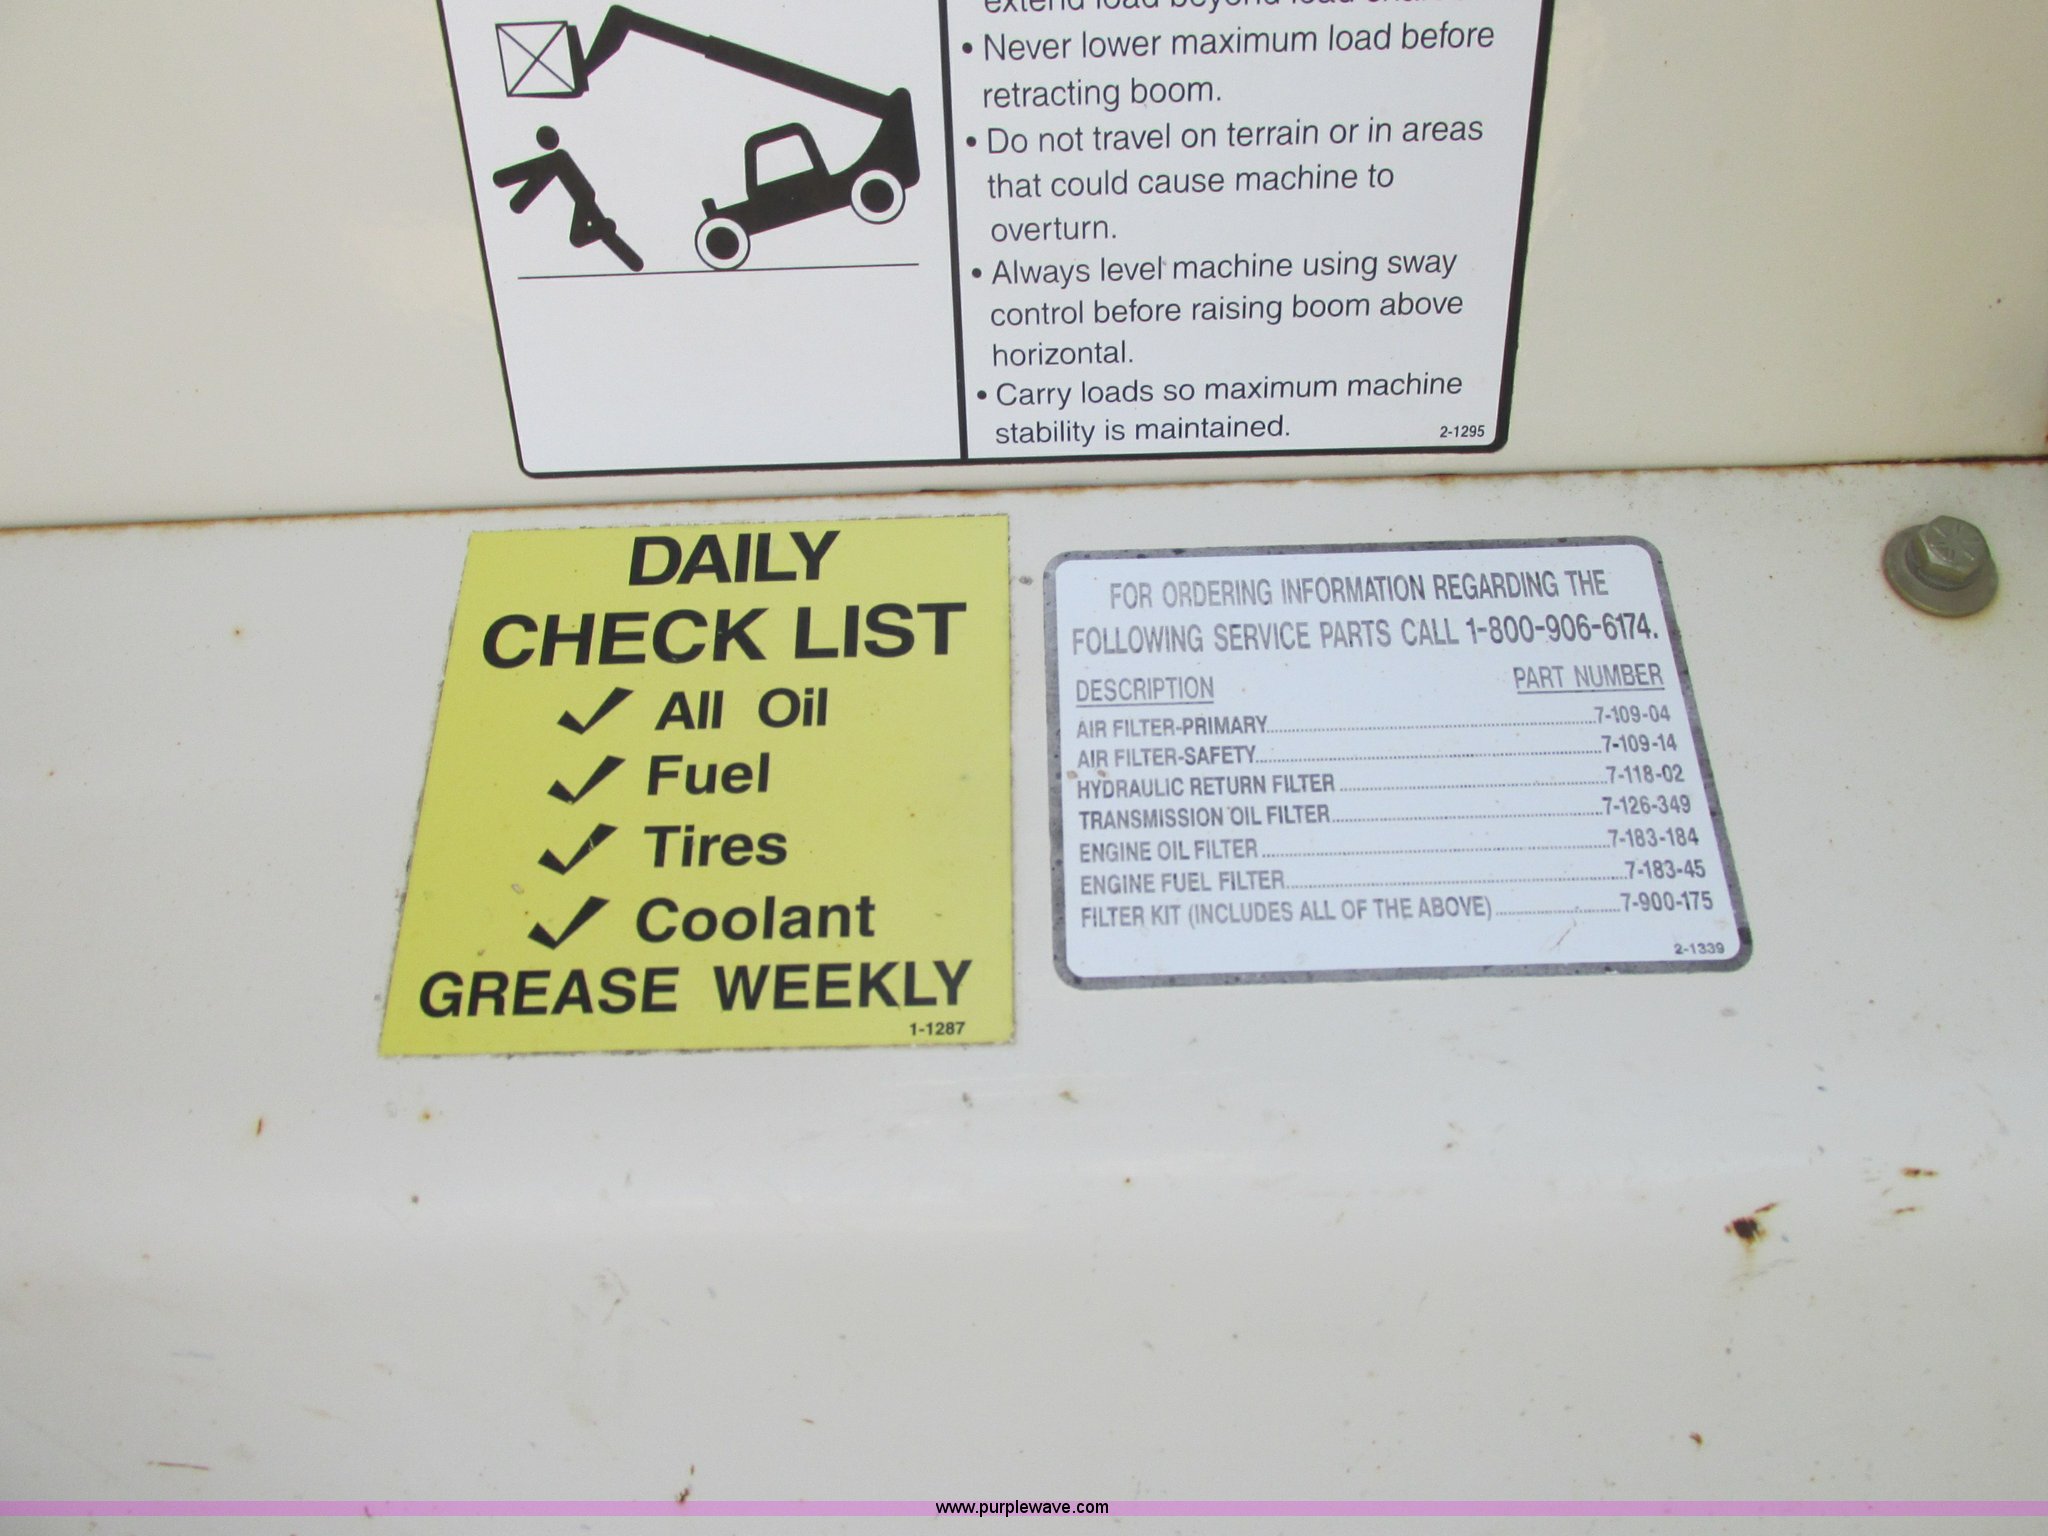 extend load beyond load
• Never lower maximum load before
retracting boom.
• Do not travel on terrain or in areas
that could cause machine to
overturn.
• Always level machine using sway
control before raising boom above
horizontal.
• Carry loads so maximum machine
stability is maintained.
2-1295
DAILY
CHECK LIST
✓ All Oil
✓ Fuel
✓ Tires
✓ Coolant
GREASE WEEKLY
1-1287
FOR ORDERING INFORMATION REGARDING THE
FOLLOWING SERVICE PARTS CALL 1-800-906-6174.
DESCRIPTION PART NUMBER
AIR FILTER-PRIMARY 7-109-04
AIR FILTER-SAFETY 7-109-14
HYDRAULIC RETURN FILTER 7-118-02
TRANSMISSION OIL FILTER 7-126-349
ENGINE OIL FILTER 7-183-184
ENGINE FUEL FILTER 7-183-45
FILTER KIT (INCLUDES ALL OF THE ABOVE) 7-900-175
2-1339
www.purplewave.com